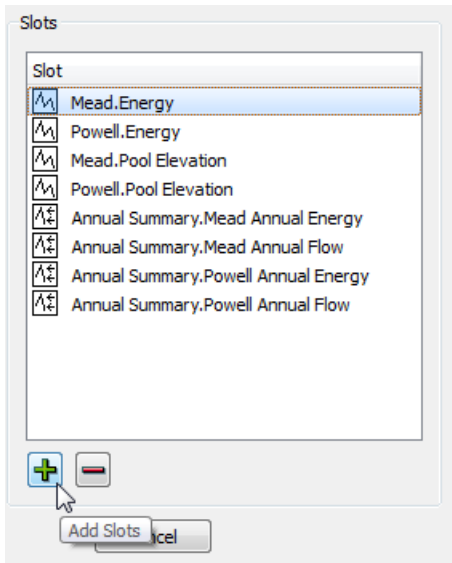 Slots
Slot
Mead.Energy
Powell.Energy
Mead.Pool Elevation
Powell.Pool Elevation
Annual Summary.Mead Annual Energy
Annual Summary.Mead Annual Flow
Annual Summary.Powell Annual Energy
Annual Summary.Powell Annual Flow
Add Slots